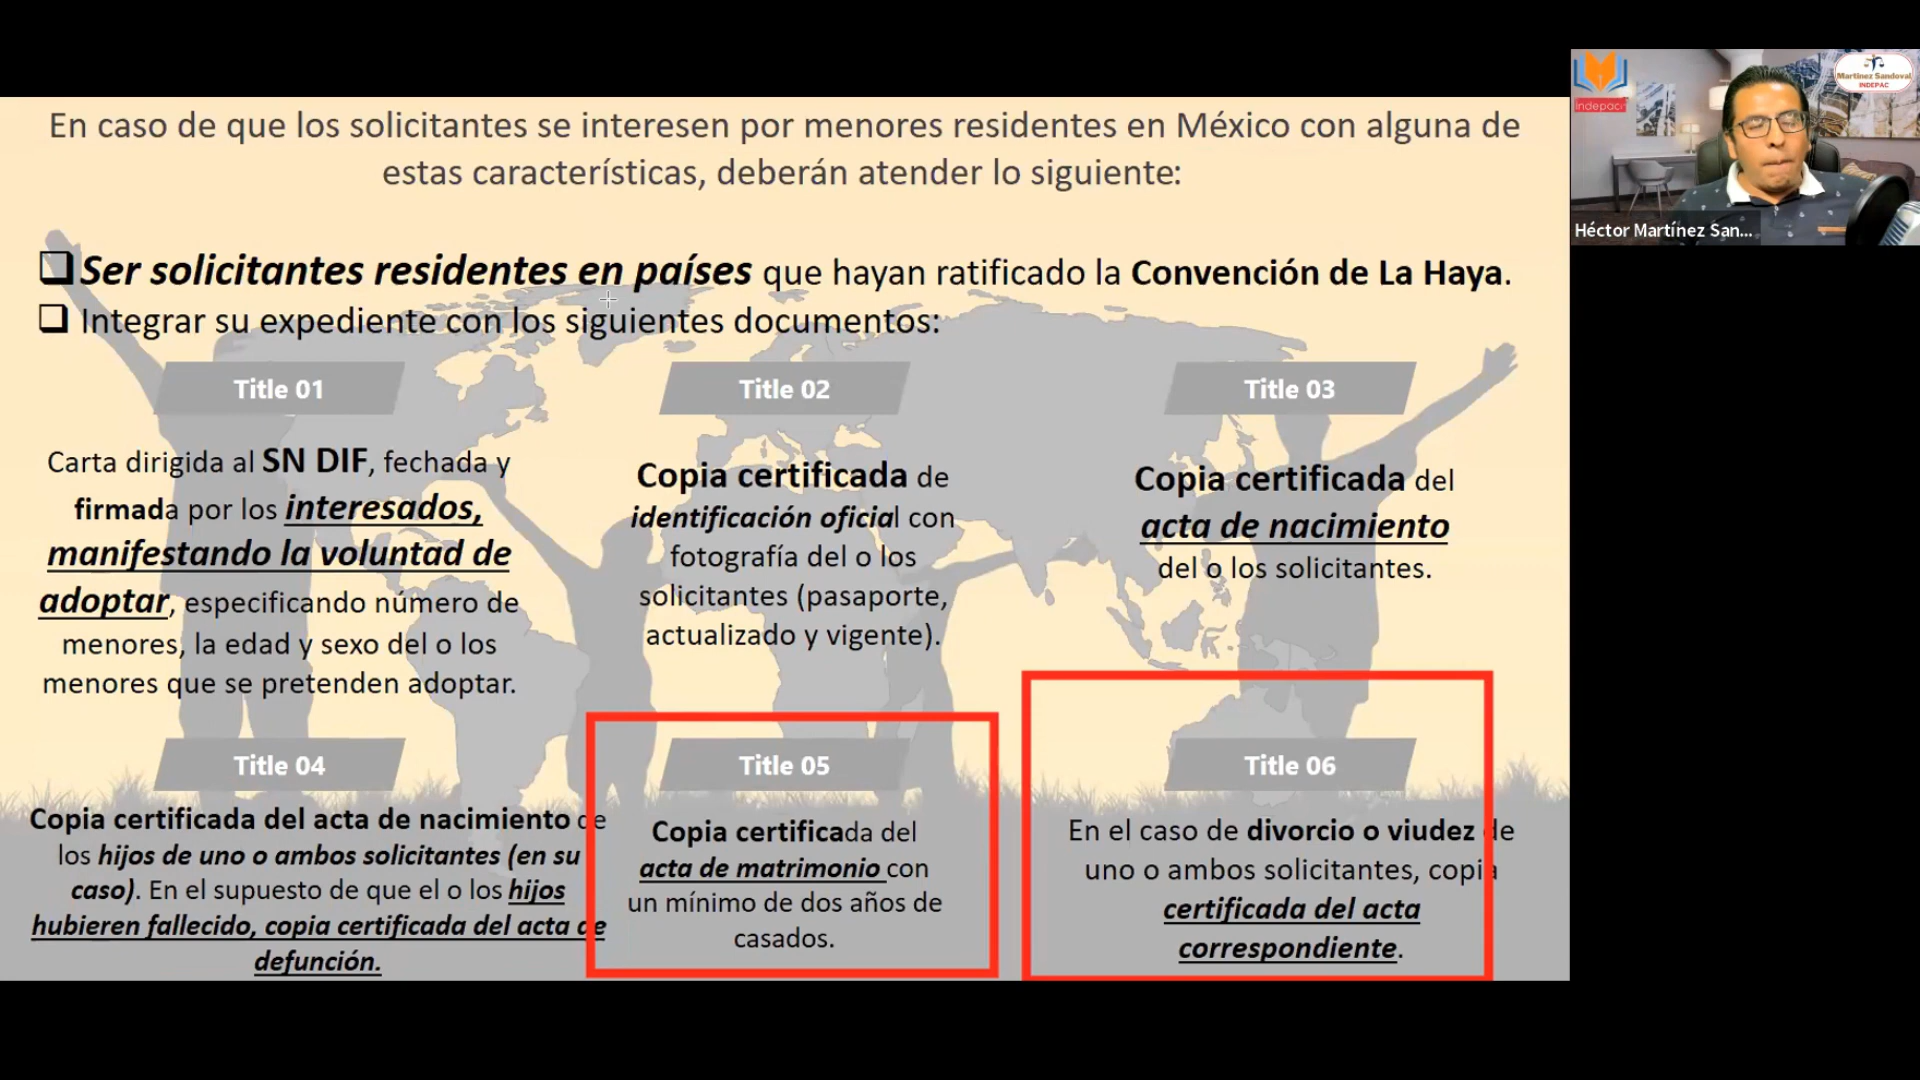 En caso de que los solicitantes se interesen por menores residentes en México con alguna de
estas características, deberán atender lo siguiente:
Ser solicitantes residentes en países que hayan ratificado la Convención de La Haya.
Integrar su expediente con los siguientes documentos:
Title 01
Carta dirigida al SN DIF, fechada y
firmada por los interesados,
manifestando la voluntad de
adoptar, especificando número de
menores, la edad y sexo del o los
menores que se pretenden adoptar.
Title 02
Copia certificada de
identificación oficial con
fotografía del o los
solicitantes (pasaporte,
actualizado y vigente).
Title 03
Copia certificada del
acta de nacimiento
del o los solicitantes.
Title 04
Copia certificada del acta de nacimiento de
los hijos de uno o ambos solicitantes (en su
caso). En el supuesto de que el o los hijos
hubieren fallecido, copia certificada del acta de
defunción.
Title 05
Copia certificada del
acta de matrimonio con
un mínimo de dos años de
casados.
Title 06
En el caso de divorcio o viudez de
uno o ambos solicitantes, copia
certificada del acta
correspondiente.
Indepac
Martínez Sandoval
INDEPAC
Héctor Martínez San...